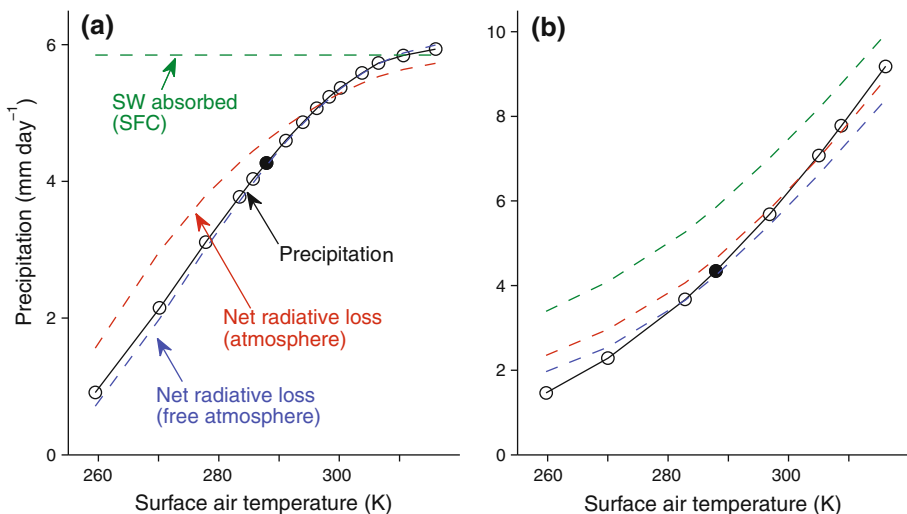 (a)
Precipitation (mm day⁻¹)
6
4
2
0
SW absorbed
(SFC)
Precipitation
Net radiative loss
(atmosphere)
Net radiative loss
(free atmosphere)
260
280
300
Surface air temperature (K)
(b)
10
8
6
4
2
0
260
280
300
Surface air temperature (K)